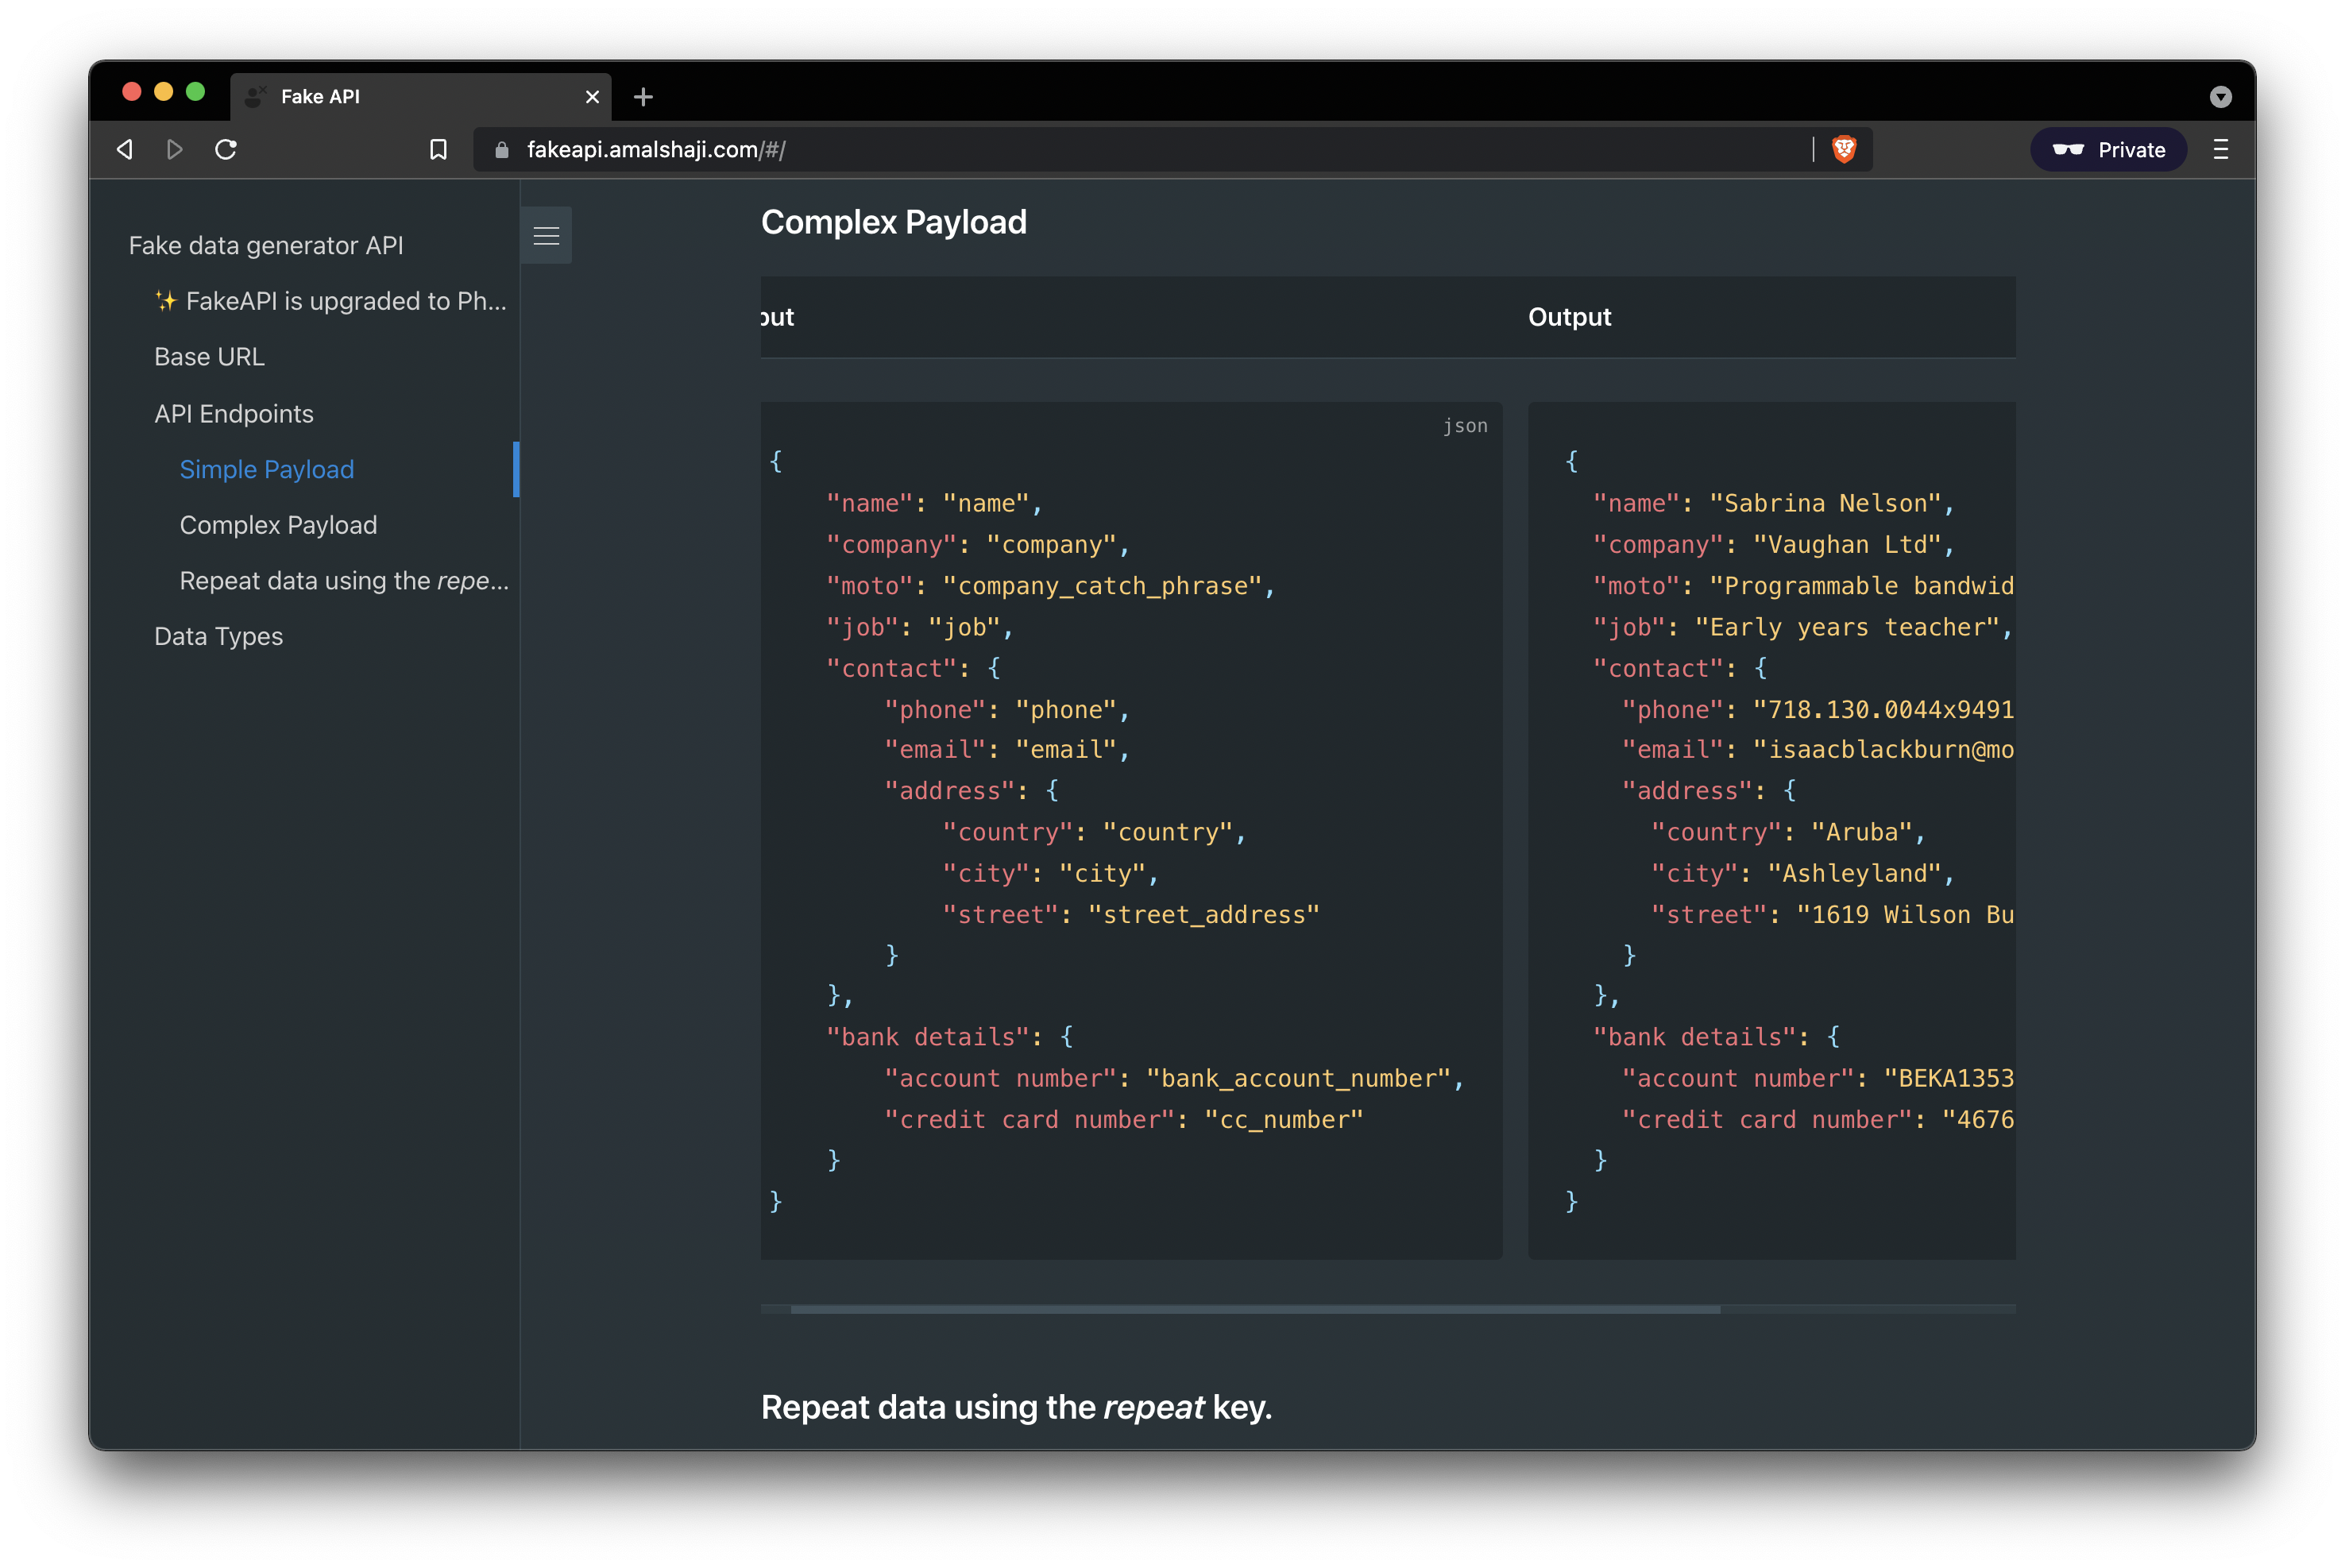 Fake API
fakeapi.amalshaji.com/#/
Private
Fake data generator API
✨ FakeAPI is upgraded to Ph...
Base URL
API Endpoints
Simple Payload
Complex Payload
Repeat data using the repe...
Data Types
Complex Payload
put
json
{
"name": "name",
"company": "company",
"moto": "company_catch_phrase",
"job": "job",
"contact": {
"phone": "phone",
"email": "email",
"address": {
"country": "country",
"city": "city",
"street": "street_address"
}
},
"bank details": {
"account number": "bank_account_number",
"credit card number": "cc_number"
}
}
Output
{
"name": "Sabrina Nelson",
"company": "Vaughan Ltd",
"moto": "Programmable bandwid
"job": "Early years teacher",
"contact": {
"phone": "718.130.0044x9491
"email": "isaacblackburn@mo
"address": {
"country": "Aruba",
"city": "Ashleyland",
"street": "1619 Wilson Bu
}
},
"bank details": {
"account number": "BEKA1353
"credit card number": "4676
}
}
Repeat data using the repeat key.